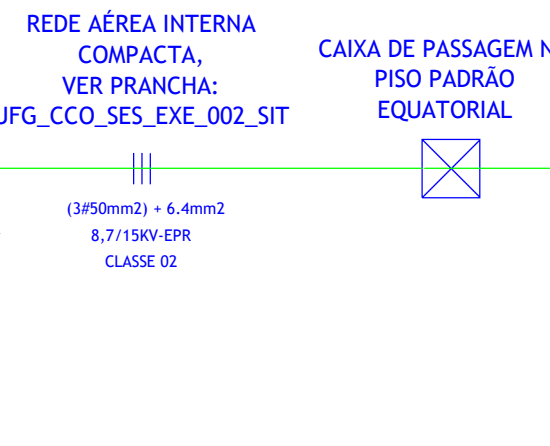 REDE AÉREA INTERNA
COMPACTA,
VER PRANCHA:
UFG_CCO_SES_EXE_002_SIT
(3#50mm2) + 6.4mm2
8,7/15KV-EPR
CLASSE 02
CAIXA DE PASSAGEM
PISO PADRÃO
EQUATORIAL